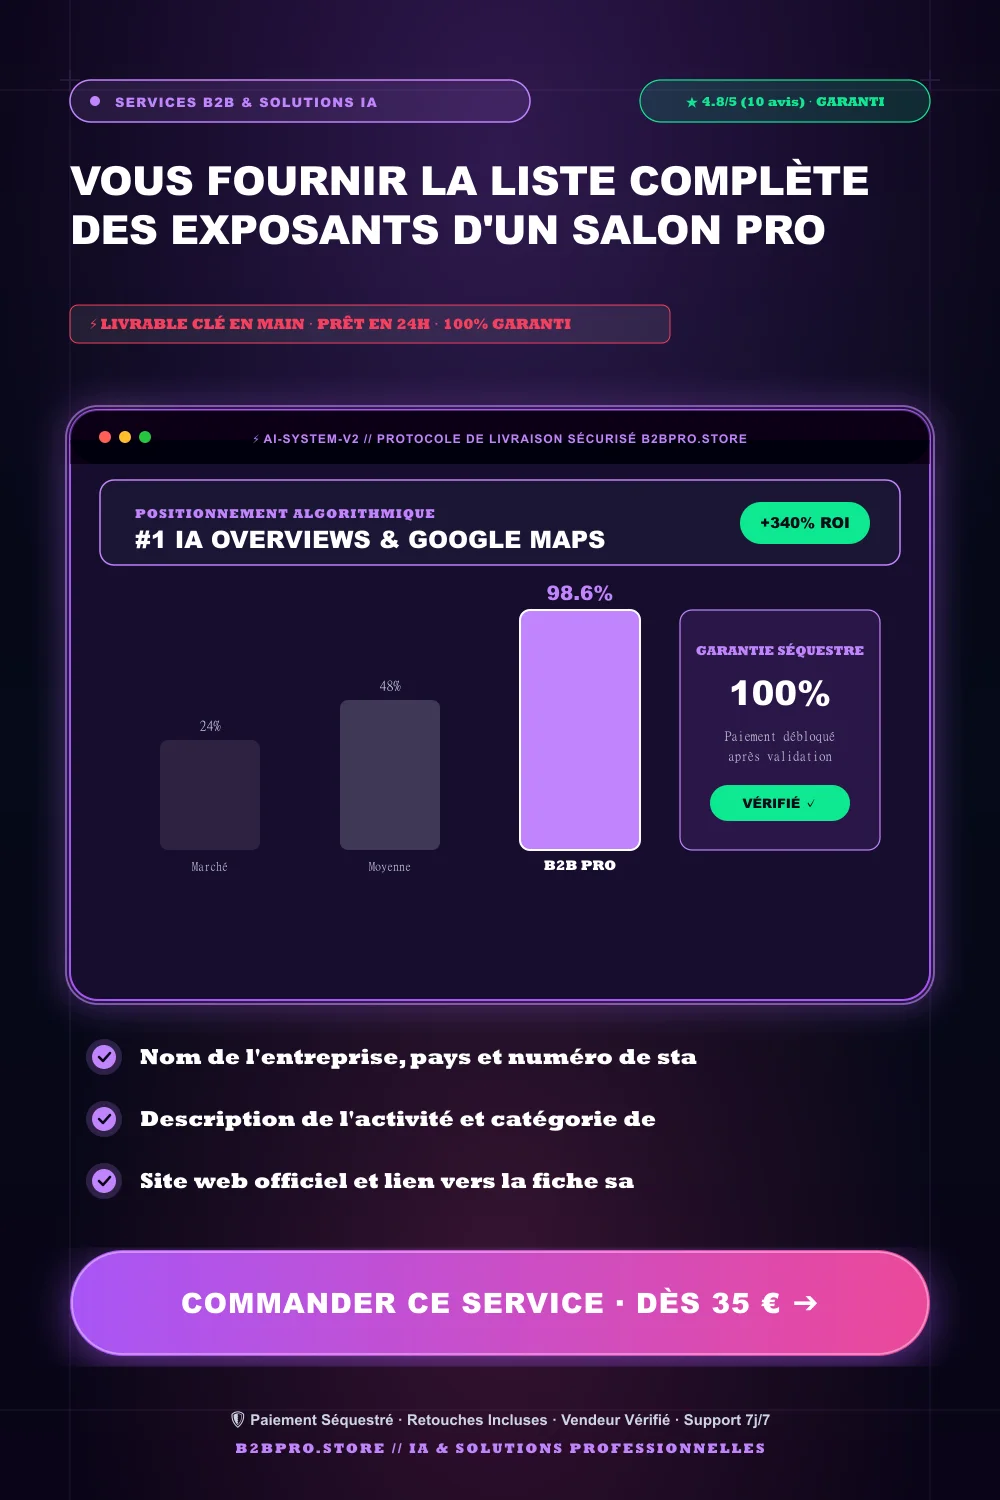 SERVICES B2B & SOLUTIONS IA
★ 4.8/5 (10 avis) · GARANTI
VOUS FOURNIR LA LISTE COMPLÈTE
DES EXPOSANTS D'UN SALON PRO
⚡ LIVRABLE CLÉ EN MAIN · PRÊT EN 24H · 100% GARANTI
⚡ AI-SYSTEM-V2 // PROTOCOLE DE LIVRAISON SÉCURISÉ B2BPRO.STORE
POSITIONNEMENT ALGORITHMIQUE
#1 IA OVERVIEWS & GOOGLE MAPS
+340% ROI
98.6%
48%
24%
GARANTIE SÉQUESTRE
100%
Paiement débloqué
après validation
VÉRIFIÉ ✓
Marché
Moyenne
B2B PRO
Nom de l'entreprise, pays et numéro de sta
Description de l'activité et catégorie de
Site web officiel et lien vers la fiche sa
COMMANDER CE SERVICE · DÈS 35 € ➔
🛡 Paiement Séquestré · Retouches Incluses · Vendeur Vérifié · Support 7j/7
B2BPRO.STORE // IA & SOLUTIONS PROFESSIONNELLES